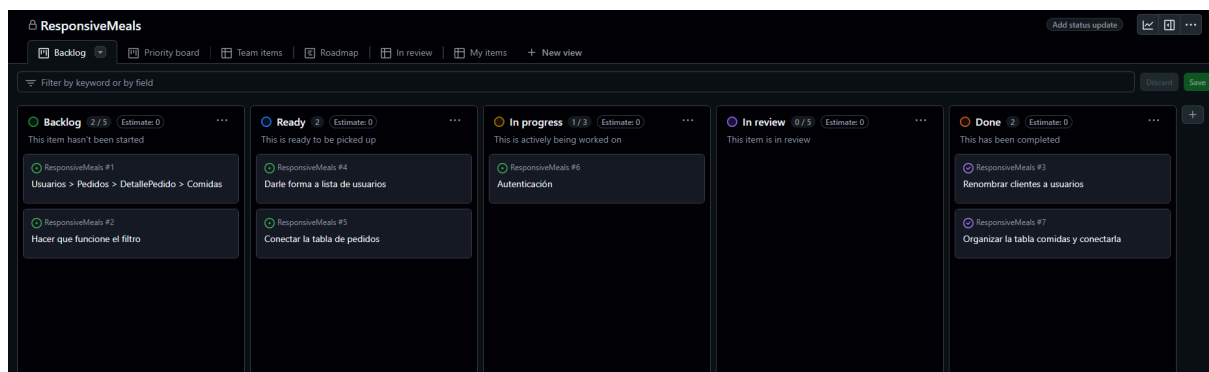 ResponsiveMeals
Add status update
Backlog
Priority board
Team items
Roadmap
In review
My items
+ New view
Filter by keyword or by field
Discard
Save
Backlog 2 / 5 Estimate: 0
This item hasn't been started
ResponsiveMeals #1
Usuarios > Pedidos > DetallePedido > Comidas
ResponsiveMeals #2
Hacer que funcione el filtro
Ready 2 Estimate: 0
This is ready to be picked up
ResponsiveMeals #4
Darle forma a lista de usuarios
ResponsiveMeals #5
Conectar la tabla de pedidos
In progress 1 / 3 Estimate: 0
This is actively being worked on
ResponsiveMeals #6
Autenticación
In review 0 / 5 Estimate: 0
This item is in review
Done 2 Estimate: 0
This has been completed
ResponsiveMeals #3
Renombrar clientes a usuarios
ResponsiveMeals #7
Organizar la tabla comidas y conectarla